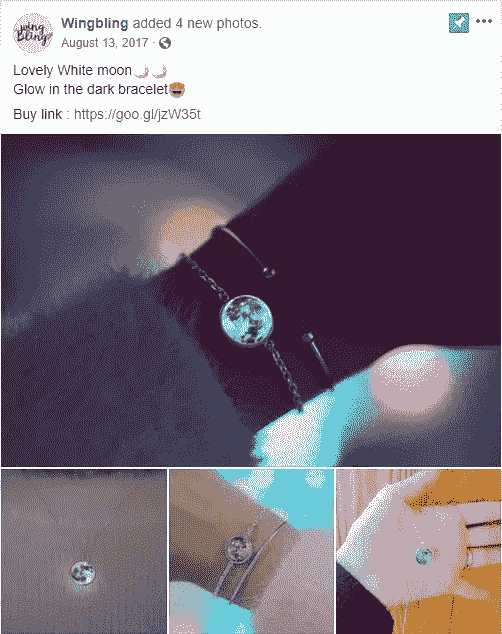 wing
Bling
Wingbling added 4 new photos.
August 13, 2017 ·
Lovely White moon🌙🌙
Glow in the dark bracelet🤩
Buy link : https://goo.gl/jzW35t